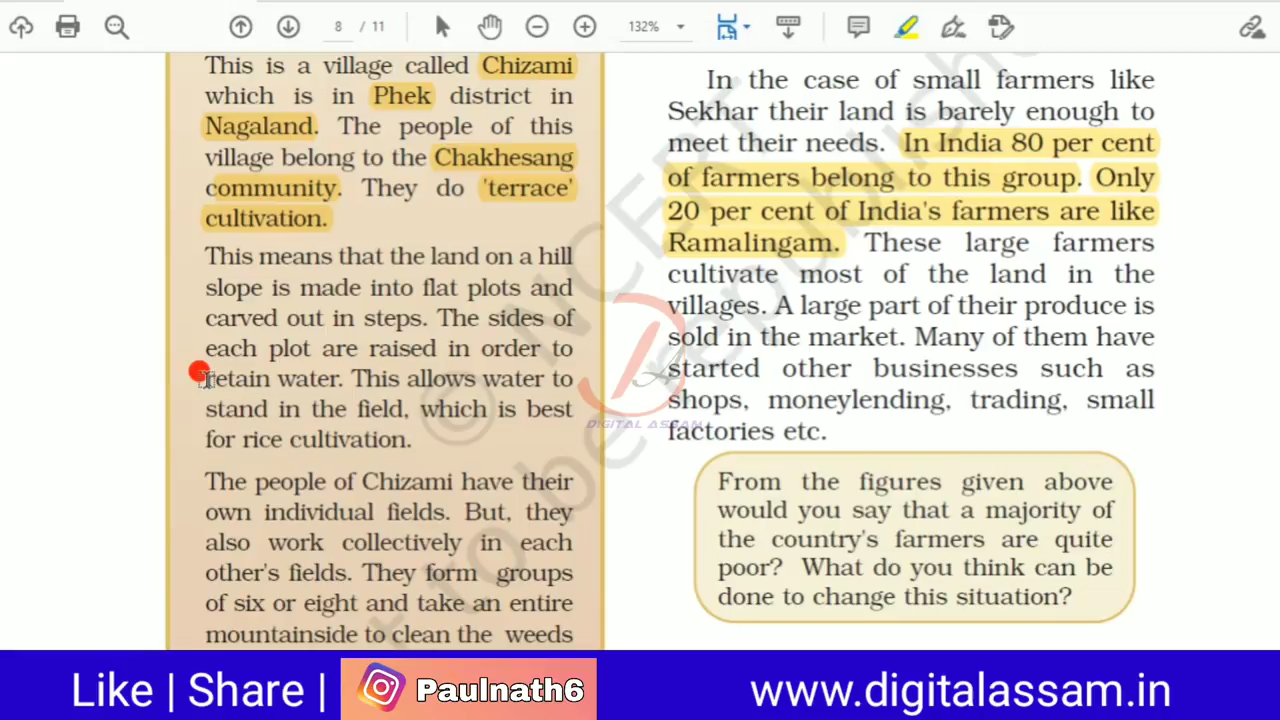 8 / 11
132%
This is a village called Chizami
which is in Phek district in
Nagaland. The people of this
village belong to the Chakhesang
community. They do 'terrace'
cultivation.
This means that the land on a hill
slope is made into flat plots and
carved out in steps. The sides of
each plot are raised in order to
retain water. This allows water to
stand in the field, which is best
for rice cultivation.
The people of Chizami have their
own individual fields. But, they
also work collectively in each
other's fields. They form groups
of six or eight and take an entire
mountainside to clean the weeds
In the case of small farmers like
Sekhar their land is barely enough to
meet their needs. In India 80 per cent
of farmers belong to this group. Only
20 per cent of India's farmers are like
Ramalingam. These large farmers
cultivate most of the land in the
villages. A large part of their produce is
sold in the market. Many of them have
started other businesses such as
shops, moneylending, trading, small
factories etc.
From the figures given above
would you say that a majority of
the country's farmers are quite
poor? What do you think can be
done to change this situation?
© NCERT
to be republished
DIGITAL ASSAM
Like | Share |
Paulnath6
www.digitalassam.in